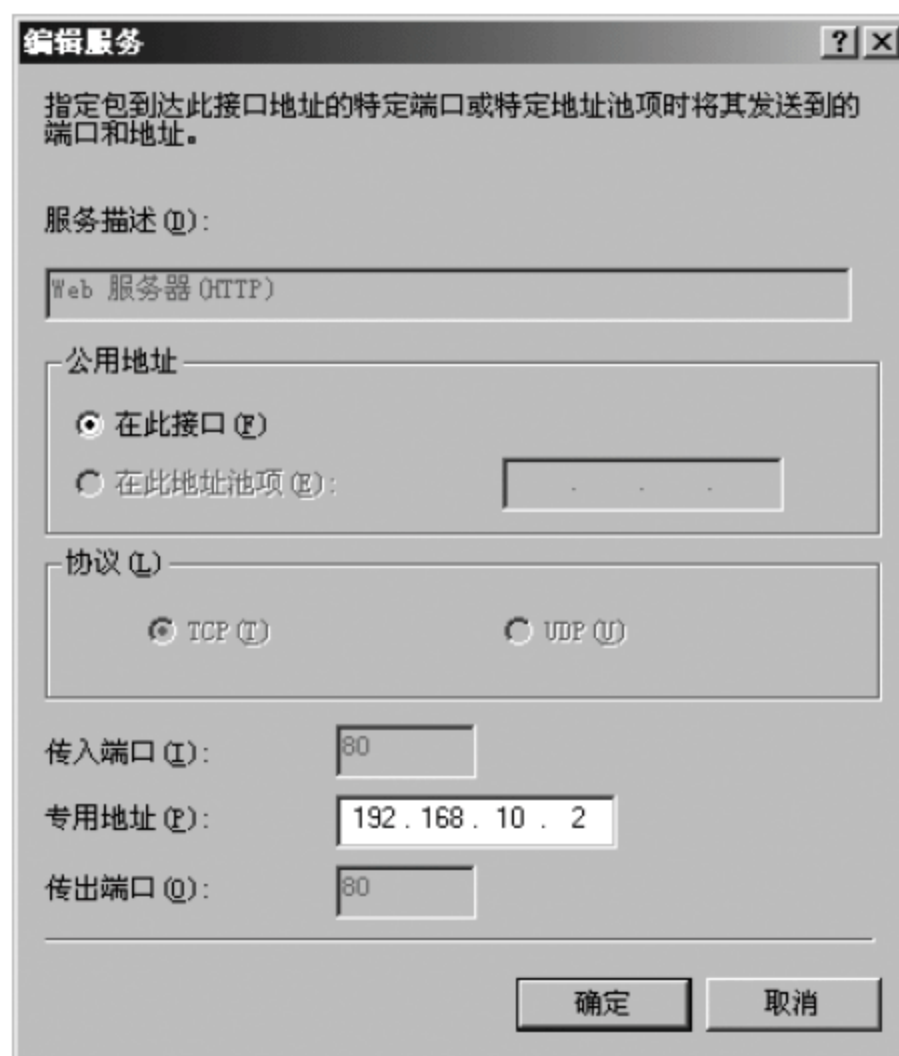 编辑服务
指定包到达此接口地址的特定端口或特定地址池项时将其发送到的
端口和地址。
服务描述(D):
Web 服务器(HTTP)
公用地址
在此接口(F)
在此地址池项(E): . . .
协议(L)
TCP(T) UDP(U)
传入端口(I): 80
专用地址(P): 192 . 168 . 10 . 2
传出端口(O): 80
确定 取消